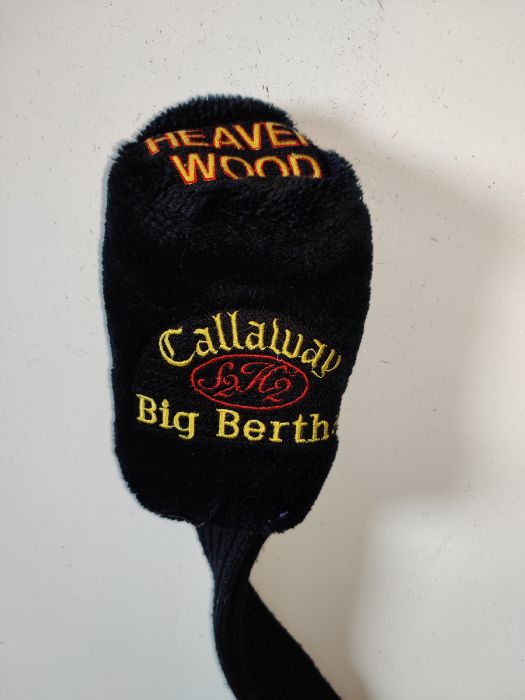 HEAVEN
WOOD
Callaway
S2H2
Big Bertha